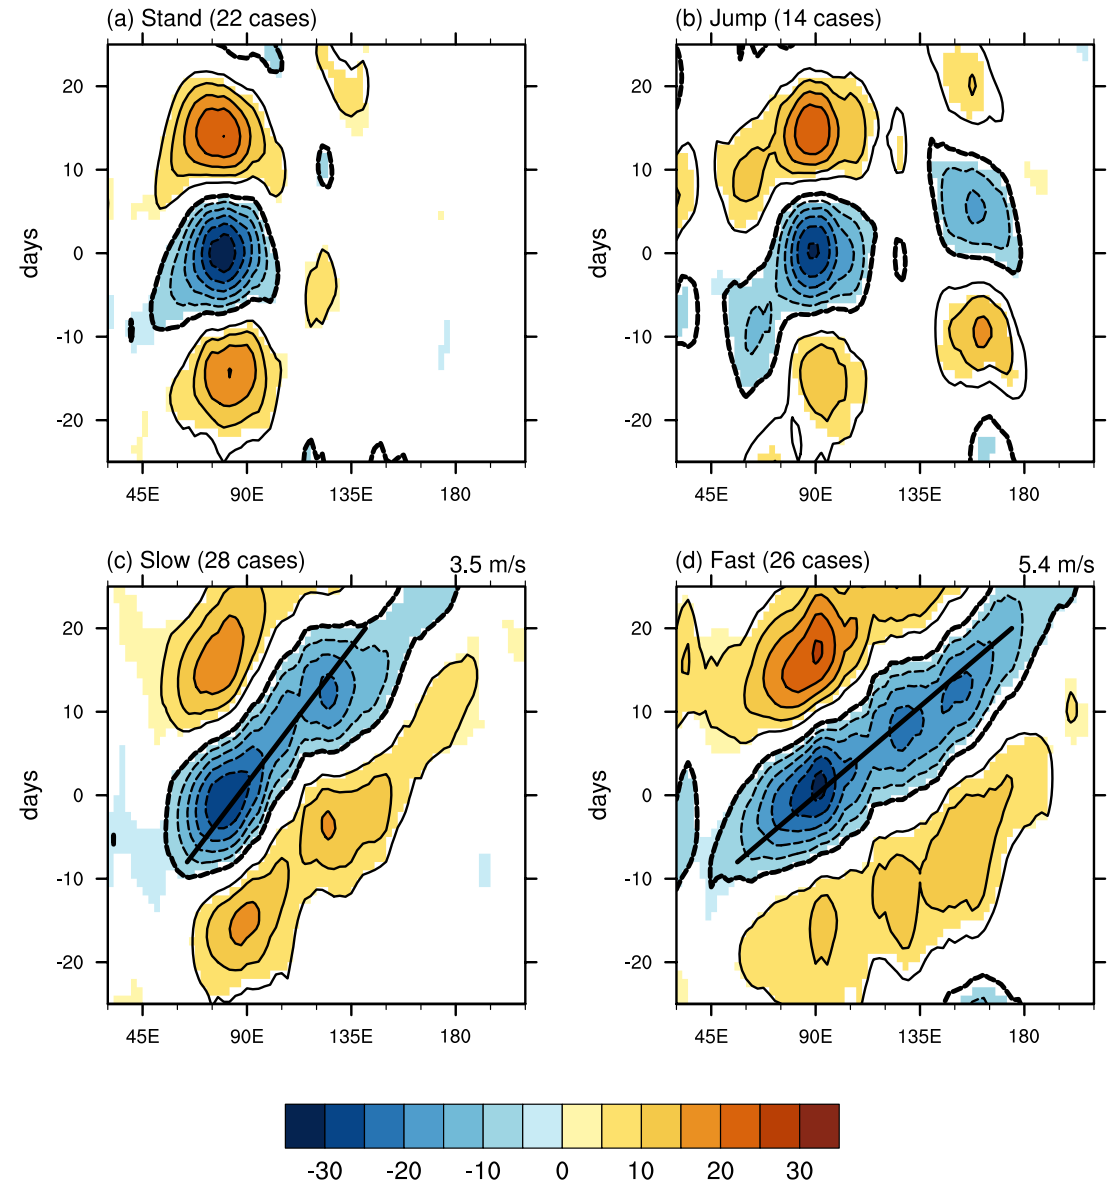 (a) Stand (22 cases)
(b) Jump (14 cases)
days
20
10
0
-10
-20
45E 90E 135E 180
days
20
10
0
-10
-20
45E 90E 135E 180
(c) Slow (28 cases) 3.5 m/s
(d) Fast (26 cases) 5.4 m/s
days
20
10
0
-10
-20
45E 90E 135E 180
days
20
10
0
-10
-20
45E 90E 135E 180
-30 -20 -10 0 10 20 30